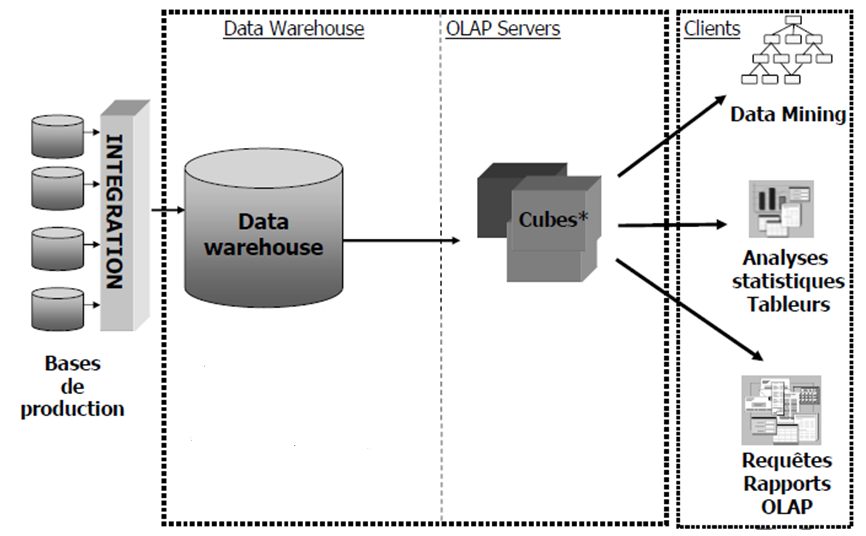 Data Warehouse
OLAP Servers
Clients
INTEGRATION
Bases
de
production
Data
warehouse
Cubes*
Data Mining
Analyses
statistiques
Tableurs
Requêtes
Rapports
OLAP